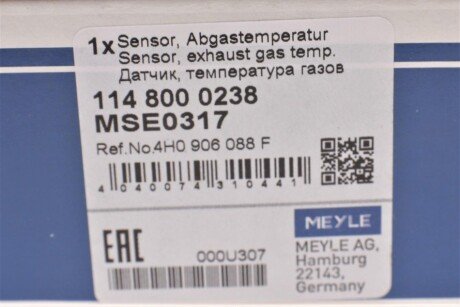 1x Sensor, Abgastemperatur
Sensor, exhaust gas temp.
Датчик, температура газов
114 800 0238
MSE0317
Ref.No.4H0 906 088 F
4 040074 310441
EAC
000U307
MEYLE
MEYLE AG,
Hamburg
22143,
Germany